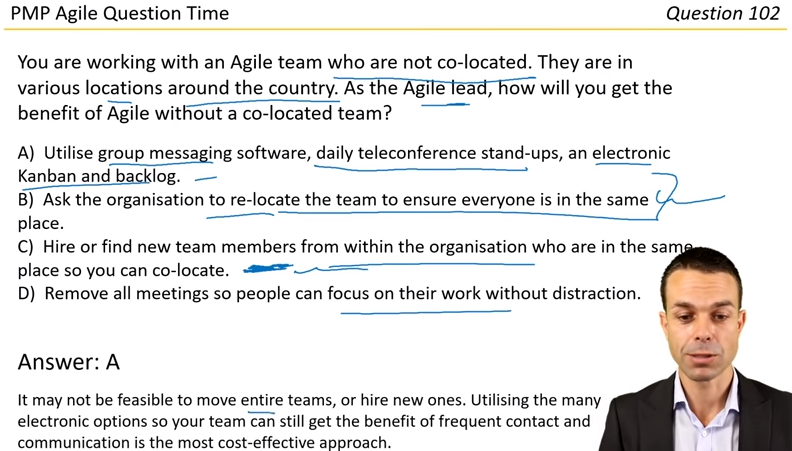 PMP Agile Question Time
Question 102
You are working with an Agile team who are not co-located. They are in
various locations around the country. As the Agile lead, how will you get the
benefit of Agile without a co-located team?
A) Utilise group messaging software, daily teleconference stand-ups, an electronic
Kanban and backlog.
B) Ask the organisation to re-locate the team to ensure everyone is in the same
place.
C) Hire or find new team members from within the organisation who are in the same
place so you can co-locate.
D) Remove all meetings so people can focus on their work without distraction.
Answer: A
It may not be feasible to move entire teams, or hire new ones. Utilising the many
electronic options so your team can still get the benefit of frequent contact and
communication is the most cost-effective approach.